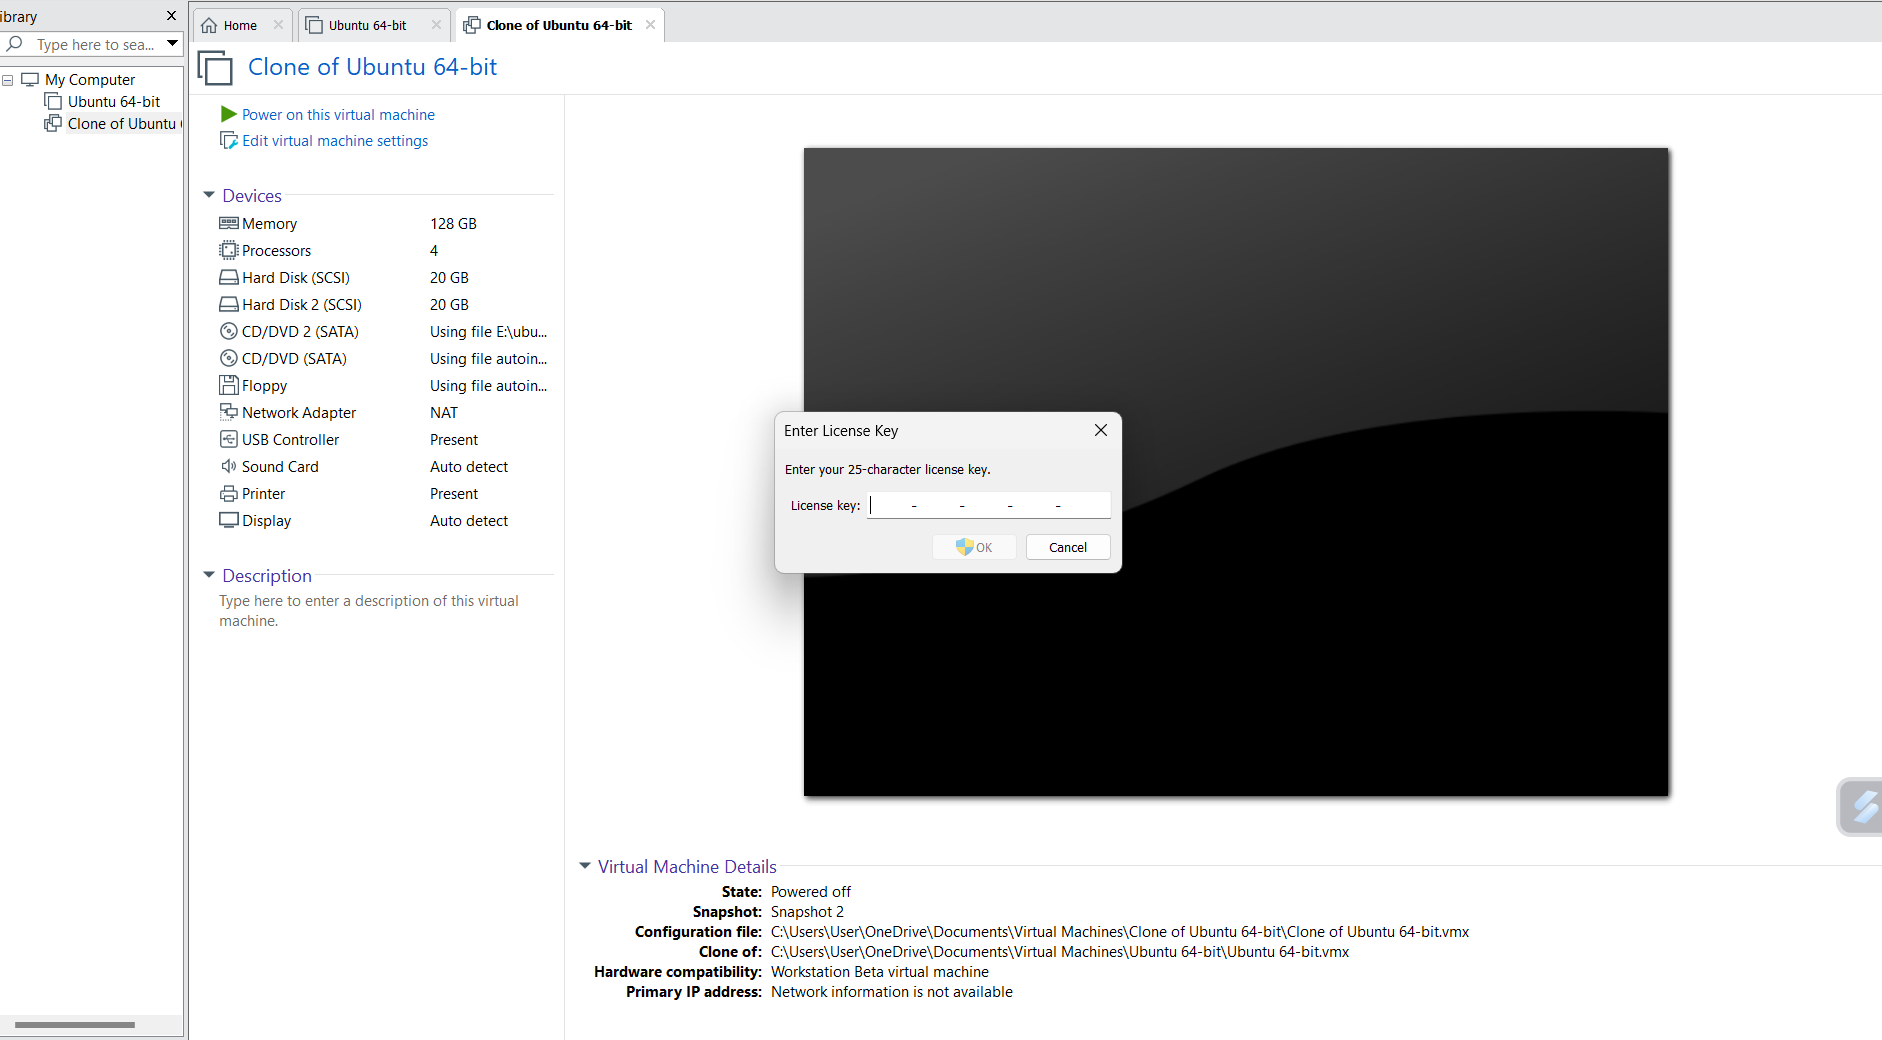 ibrary
Type here to sea...
My Computer
Ubuntu 64-bit
Clone of Ubuntu
Home
Ubuntu 64-bit
Clone of Ubuntu 64-bit
Clone of Ubuntu 64-bit
Power on this virtual machine
Edit virtual machine settings
Devices
Memory 128 GB
Processors 4
Hard Disk (SCSI) 20 GB
Hard Disk 2 (SCSI) 20 GB
CD/DVD 2 (SATA) Using file E:\ubu...
CD/DVD (SATA) Using file autoin...
Floppy Using file autoin...
Network Adapter NAT
USB Controller Present
Sound Card Auto detect
Printer Present
Display Auto detect
Description
Type here to enter a description of this virtual
machine.
Enter License Key
Enter your 25-character license key.
License key: - - - -
OK Cancel
Virtual Machine Details
State: Powered off
Snapshot: Snapshot 2
Configuration file: C:\Users\User\OneDrive\Documents\Virtual Machines\Clone of Ubuntu 64-bit\Clone of Ubuntu 64-bit.vmx
Clone of: C:\Users\User\OneDrive\Documents\Virtual Machines\Ubuntu 64-bit\Ubuntu 64-bit.vmx
Hardware compatibility: Workstation Beta virtual machine
Primary IP address: Network information is not available